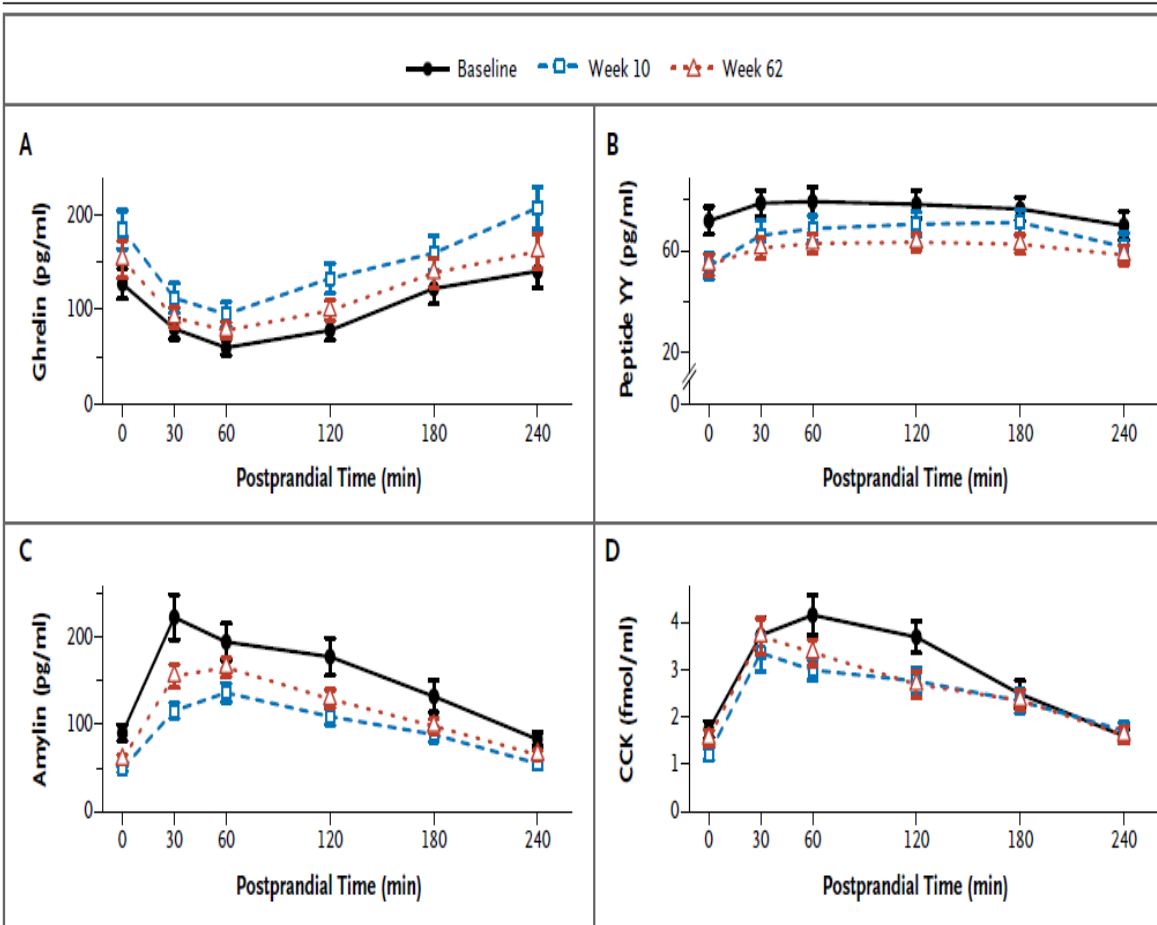 Baseline Week 10 Week 62
A
Ghrelin (pg/ml)
200
100
0
0 30 60 120 180 240
Postprandial Time (min)
B
Peptide YY (pg/ml)
60
20
0
0 30 60 120 180 240
Postprandial Time (min)
C
Amylin (pg/ml)
200
100
0
0 30 60 120 180 240
Postprandial Time (min)
D
CCK (fmol/ml)
4
3
2
1
0
0 30 60 120 180 240
Postprandial Time (min)